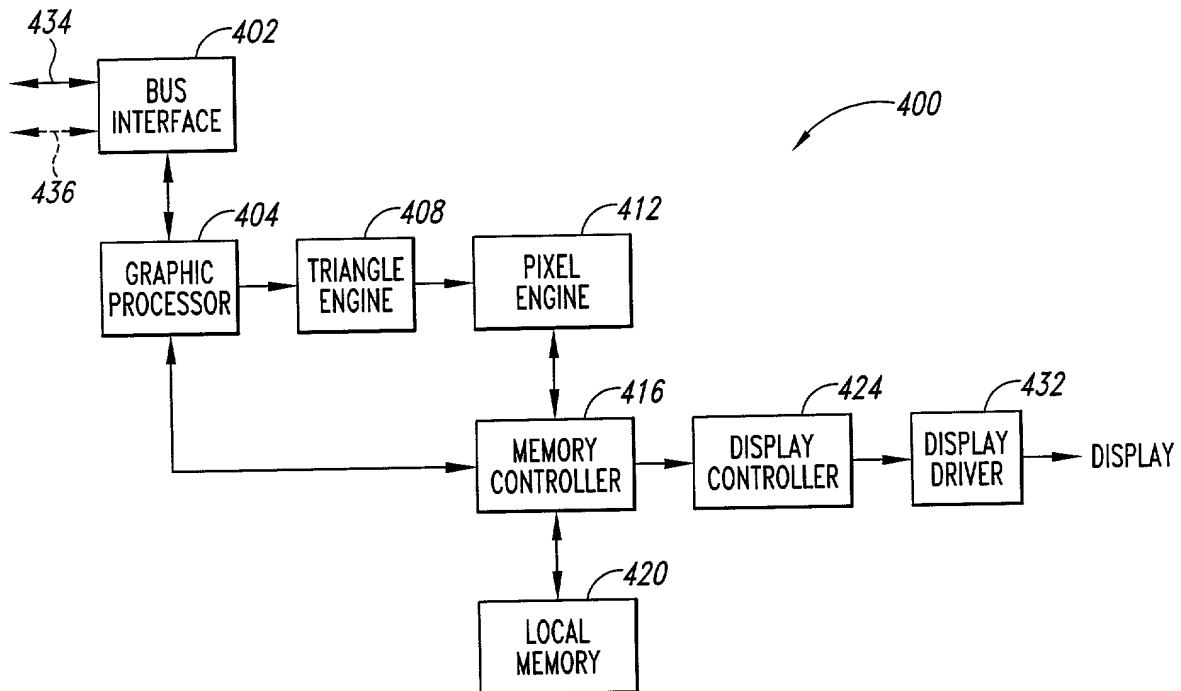 434
402
BUS
INTERFACE
436
400
404
GRAPHIC
PROCESSOR
408
TRIANGLE
ENGINE
412
PIXEL
ENGINE
416
MEMORY
CONTROLLER
424
DISPLAY
CONTROLLER
432
DISPLAY
DRIVER
DISPLAY
420
LOCAL
MEMORY